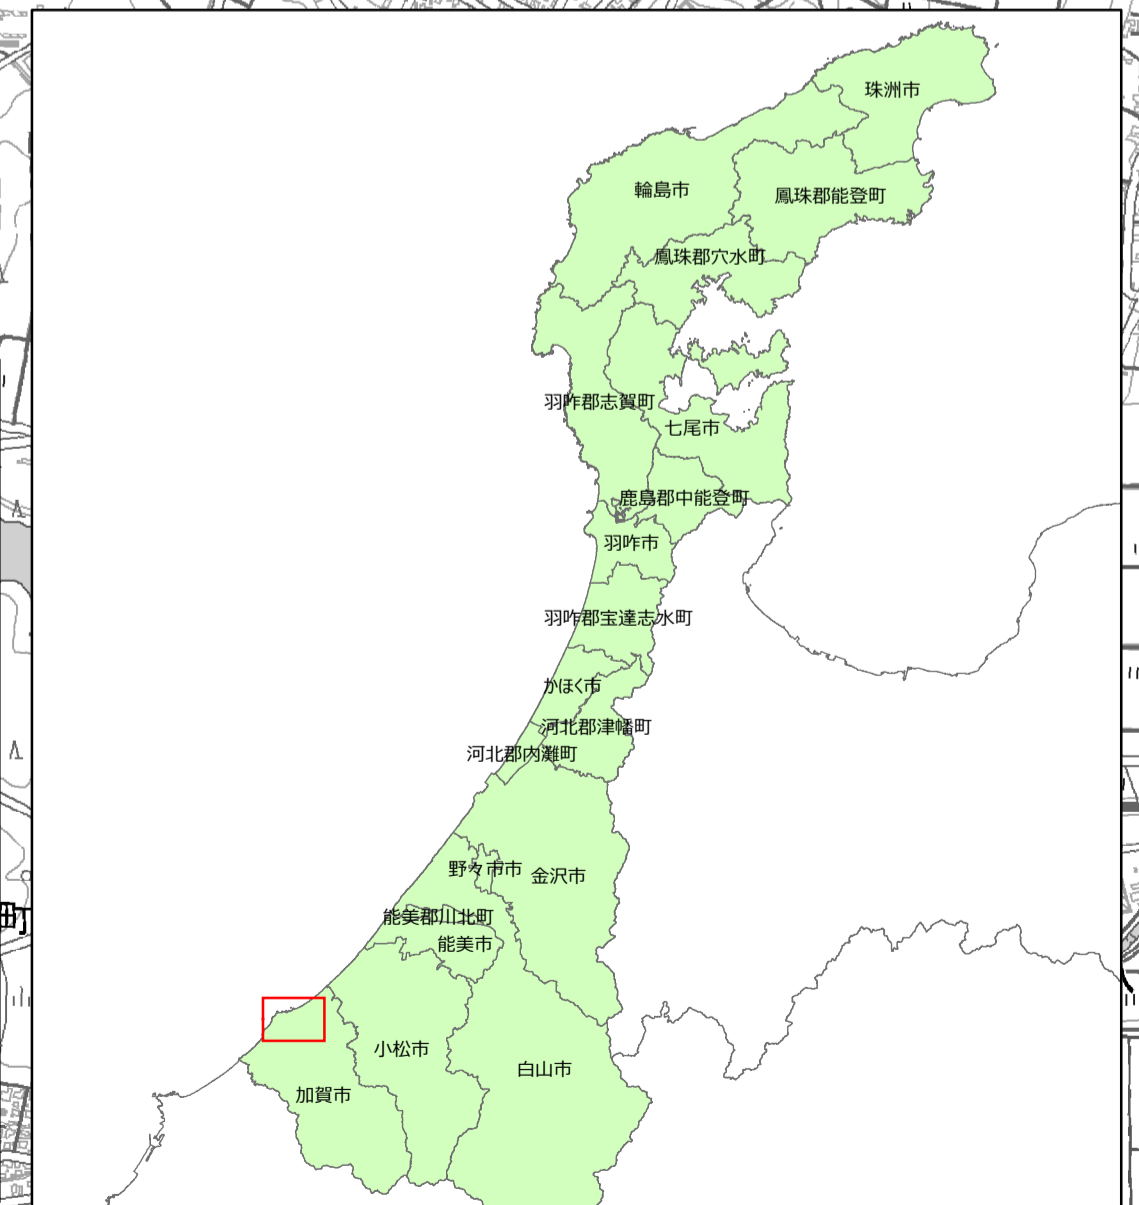 珠洲市
輪島市
鳳珠郡能登町
鳳珠郡穴水町
羽咋郡志賀町
七尾市
鹿島郡中能登町
羽咋市
羽咋郡宝達志水町
かほく市
河北郡津幡町
河北郡内灘町
野々市市
金沢市
能美郡川北町
能美市
町
小松市
白山市
加賀市